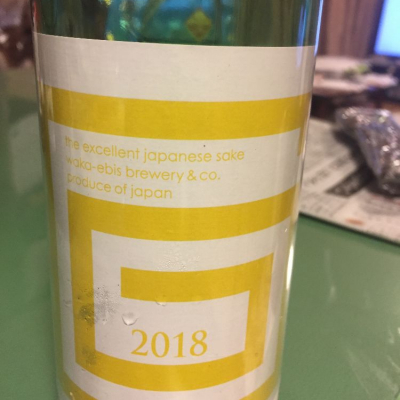 the excellent japanese sake
waka-ebis brewery & co,
produce of japan
2018